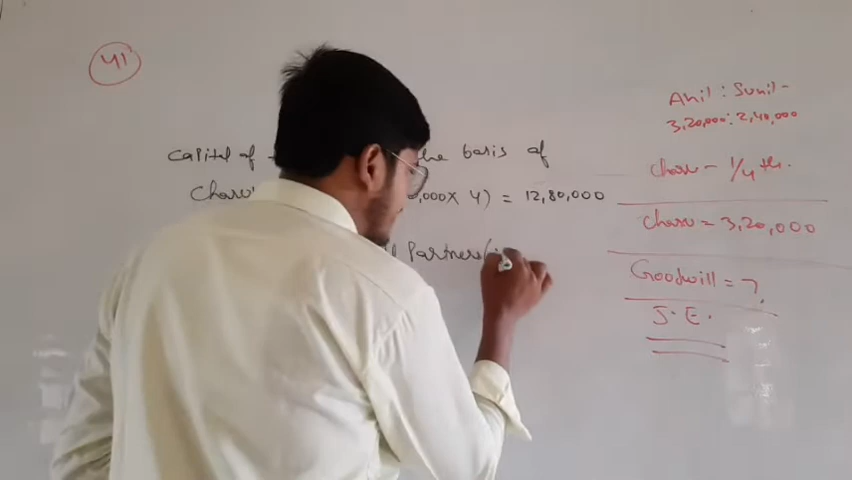 41
Capital of the basis of
Charu 0,000 X 4) = 12,80,000
Partners (
Anil : Sunil -
3,20,000 : 2,40,000
Charu - 1/4 th.
Charu = 3,20,000
Goodwill = ?
J. E.